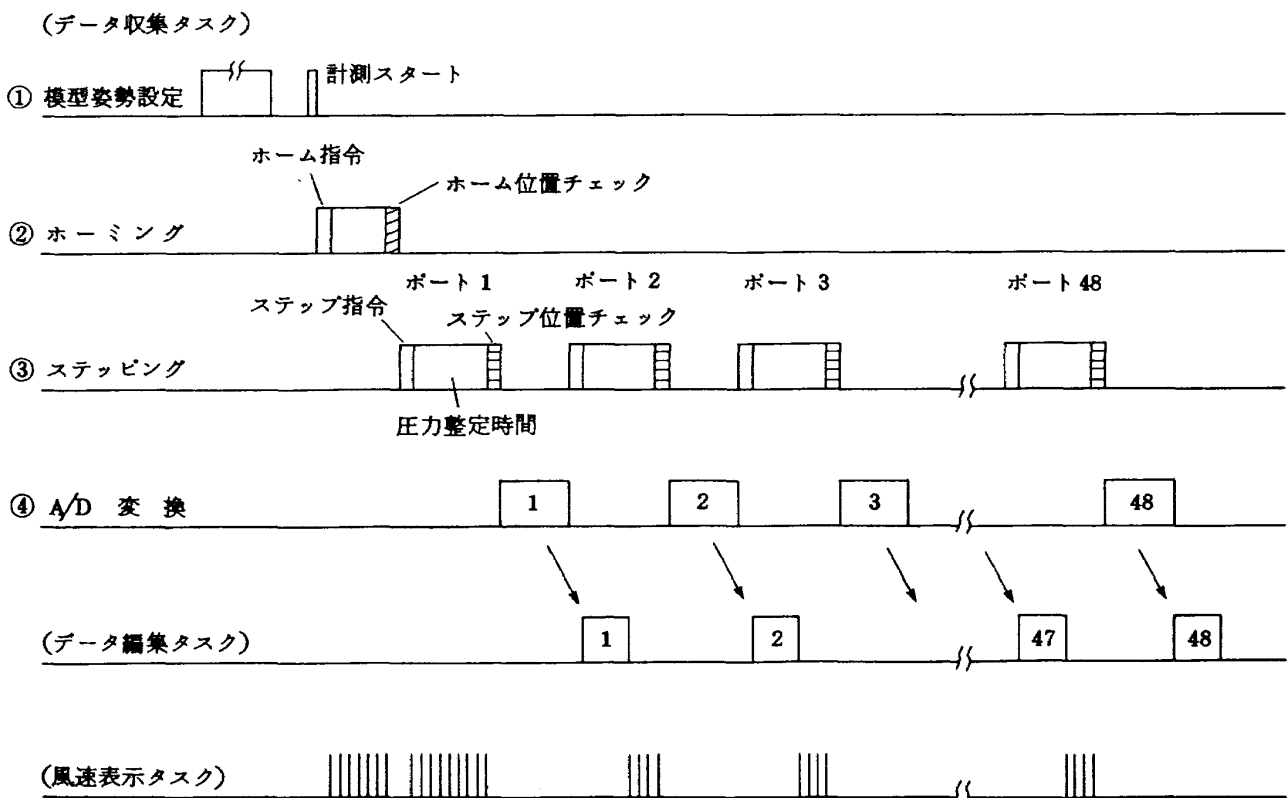 (データ収集タスク)
計測スタート
① 模型姿勢設定
ホーム指令
ホーム位置チェック
② ホーミング
ポート1 ポート2 ポート3 ポート48
ステップ指令
ステップ位置チェック
③ ステッピング
圧力整定時間
④ A/D 変換 1 2 3 48
(データ編集タスク) 1 2 47 48
(風速表示タスク)